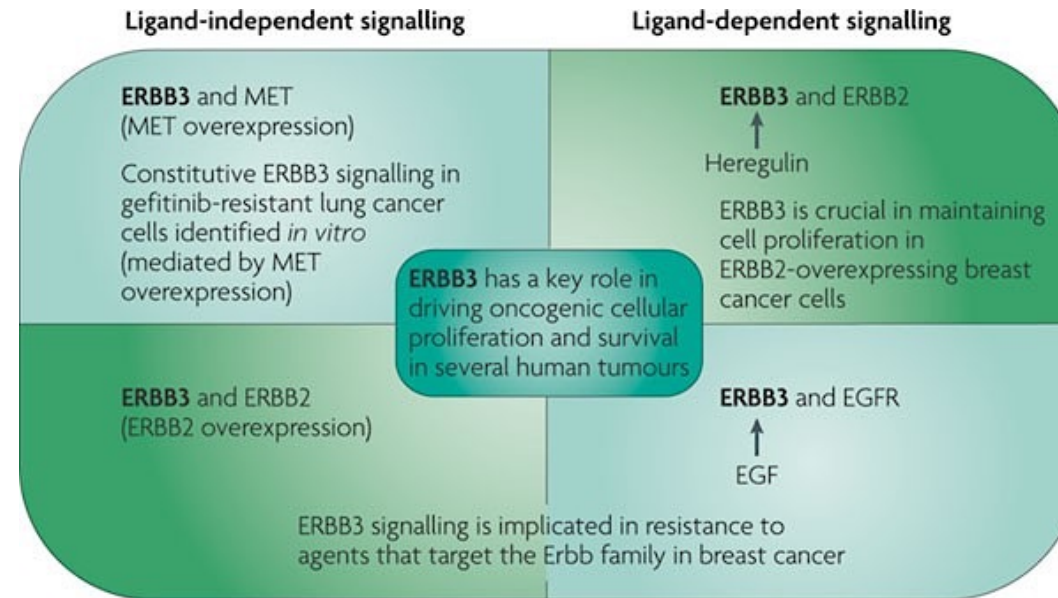 Ligand-independent signalling
Ligand-dependent signalling
ERBB3 and MET
(MET overexpression)
Constitutive ERBB3 signalling in
gefitinib-resistant lung cancer
cells identified in vitro
(mediated by MET
overexpression)
ERBB3 and ERBB2
Heregulin
ERBB3 is crucial in maintaining
cell proliferation in
ERBB2-overexpressing breast
cancer cells
ERBB3 has a key role in
driving oncogenic cellular
proliferation and survival
in several human tumours
ERBB3 and ERBB2
(ERBB2 overexpression)
ERBB3 and EGFR
EGF
ERBB3 signalling is implicated in resistance to
agents that target the Erbb family in breast cancer